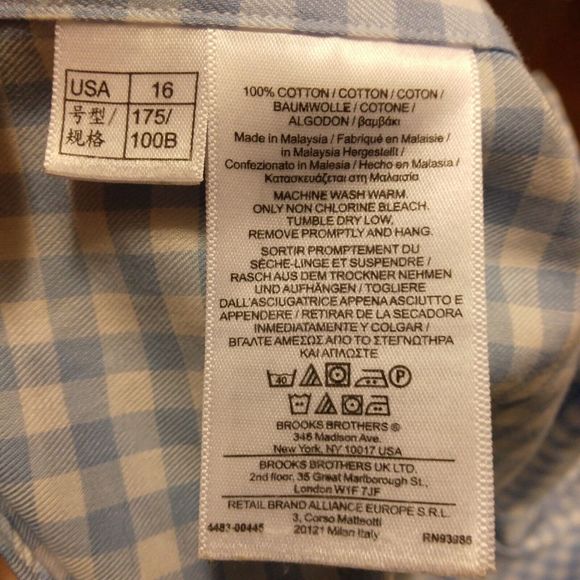 USA 16
号型/ 175/
规格 100B
100% COTTON / COTTON / COTON /
BAUMWOLLE / COTONE /
ALGODON / βαμβάκι
Made in Malaysia / Fabriqué en Malaisie /
in Malaysia Hergestellt /
Confezionato in Malesia / Hecho en Malasia /
Κατασκευάζεται στη Μαλαισία
MACHINE WASH WARM.
ONLY NON CHLORINE BLEACH.
TUMBLE DRY LOW.
REMOVE PROMPTLY AND HANG.
SORTIR PROMPTEMENT DU
SÈCHE-LINGE ET SUSPENDRE /
RASCH AUS DEM TROCKNER NEHMEN
UND AUFHÄNGEN / TOGLIERE
DALL'ASCIUGATRICE APPENA ASCIUTTO E
APPENDERE / RETIRAR DE LA SECADORA
INMEDIATAMENTE Y COLGAR /
ΒΓΑΛΤΕ ΑΜΕΣΩΣ ΑΠΟ ΤΟ ΣΤΕΓΝΩΤΗΡΑ
ΚΑΙ ΑΠΛΩΣΤΕ
40 P
BROOKS BROTHERS ®
346 Madison Ave.
New York, NY 10017 USA
BROOKS BROTHERS UK LTD.
2nd floor, 35 Great Marlborough St.,
London W1F 7JF
RETAIL BRAND ALLIANCE EUROPE S.R.L.
3, Corso Matteotti
4483-00445 20121 Milan Italy RN93986